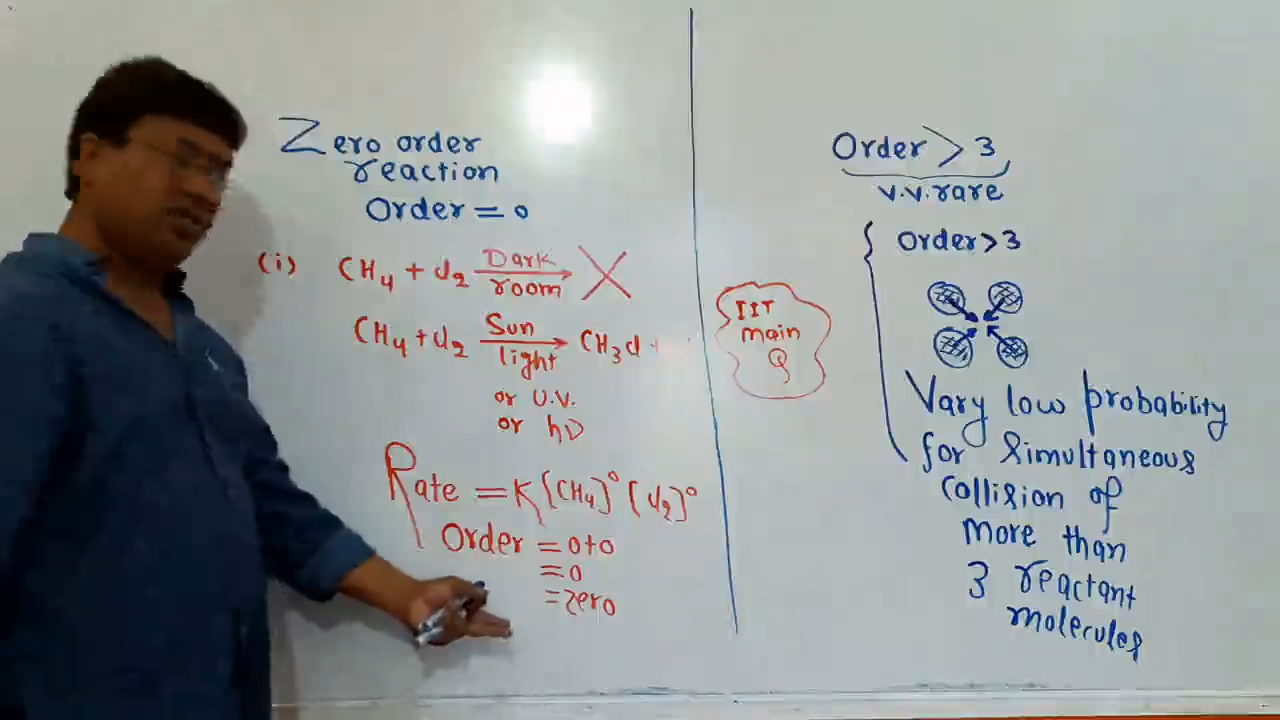 Zero order
reaction
Order = 0
(i) CH4 + Cl2 Dark room → X
CH4 + Cl2 Sun light → CH3Cl +
or U.V.
or hν
Rate = K [CH4]⁰ [Cl2]⁰
Order = 0+0
= 0
= Zero
IIT
main
Q
Order > 3
v.v.rare
Order > 3
Vary low probability
for simultaneous
collision of
more than
3 reactant
molecules